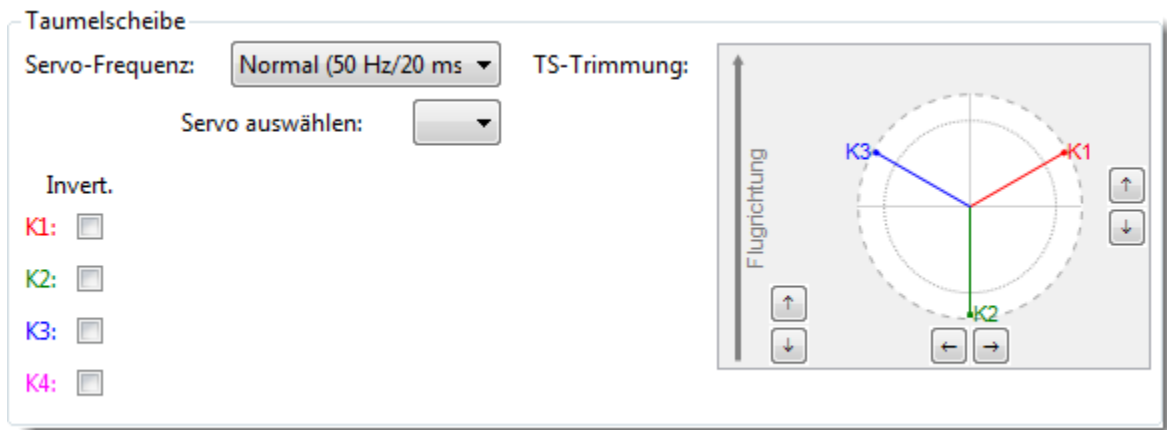 Taumelscheibe
Servo-Frequenz: Normal (50 Hz/20 ms TS-Trimmung:
Servo auswählen:
Invert.
K1:
K2:
K3:
K4:
Flugrichtung
K3 K1
K2